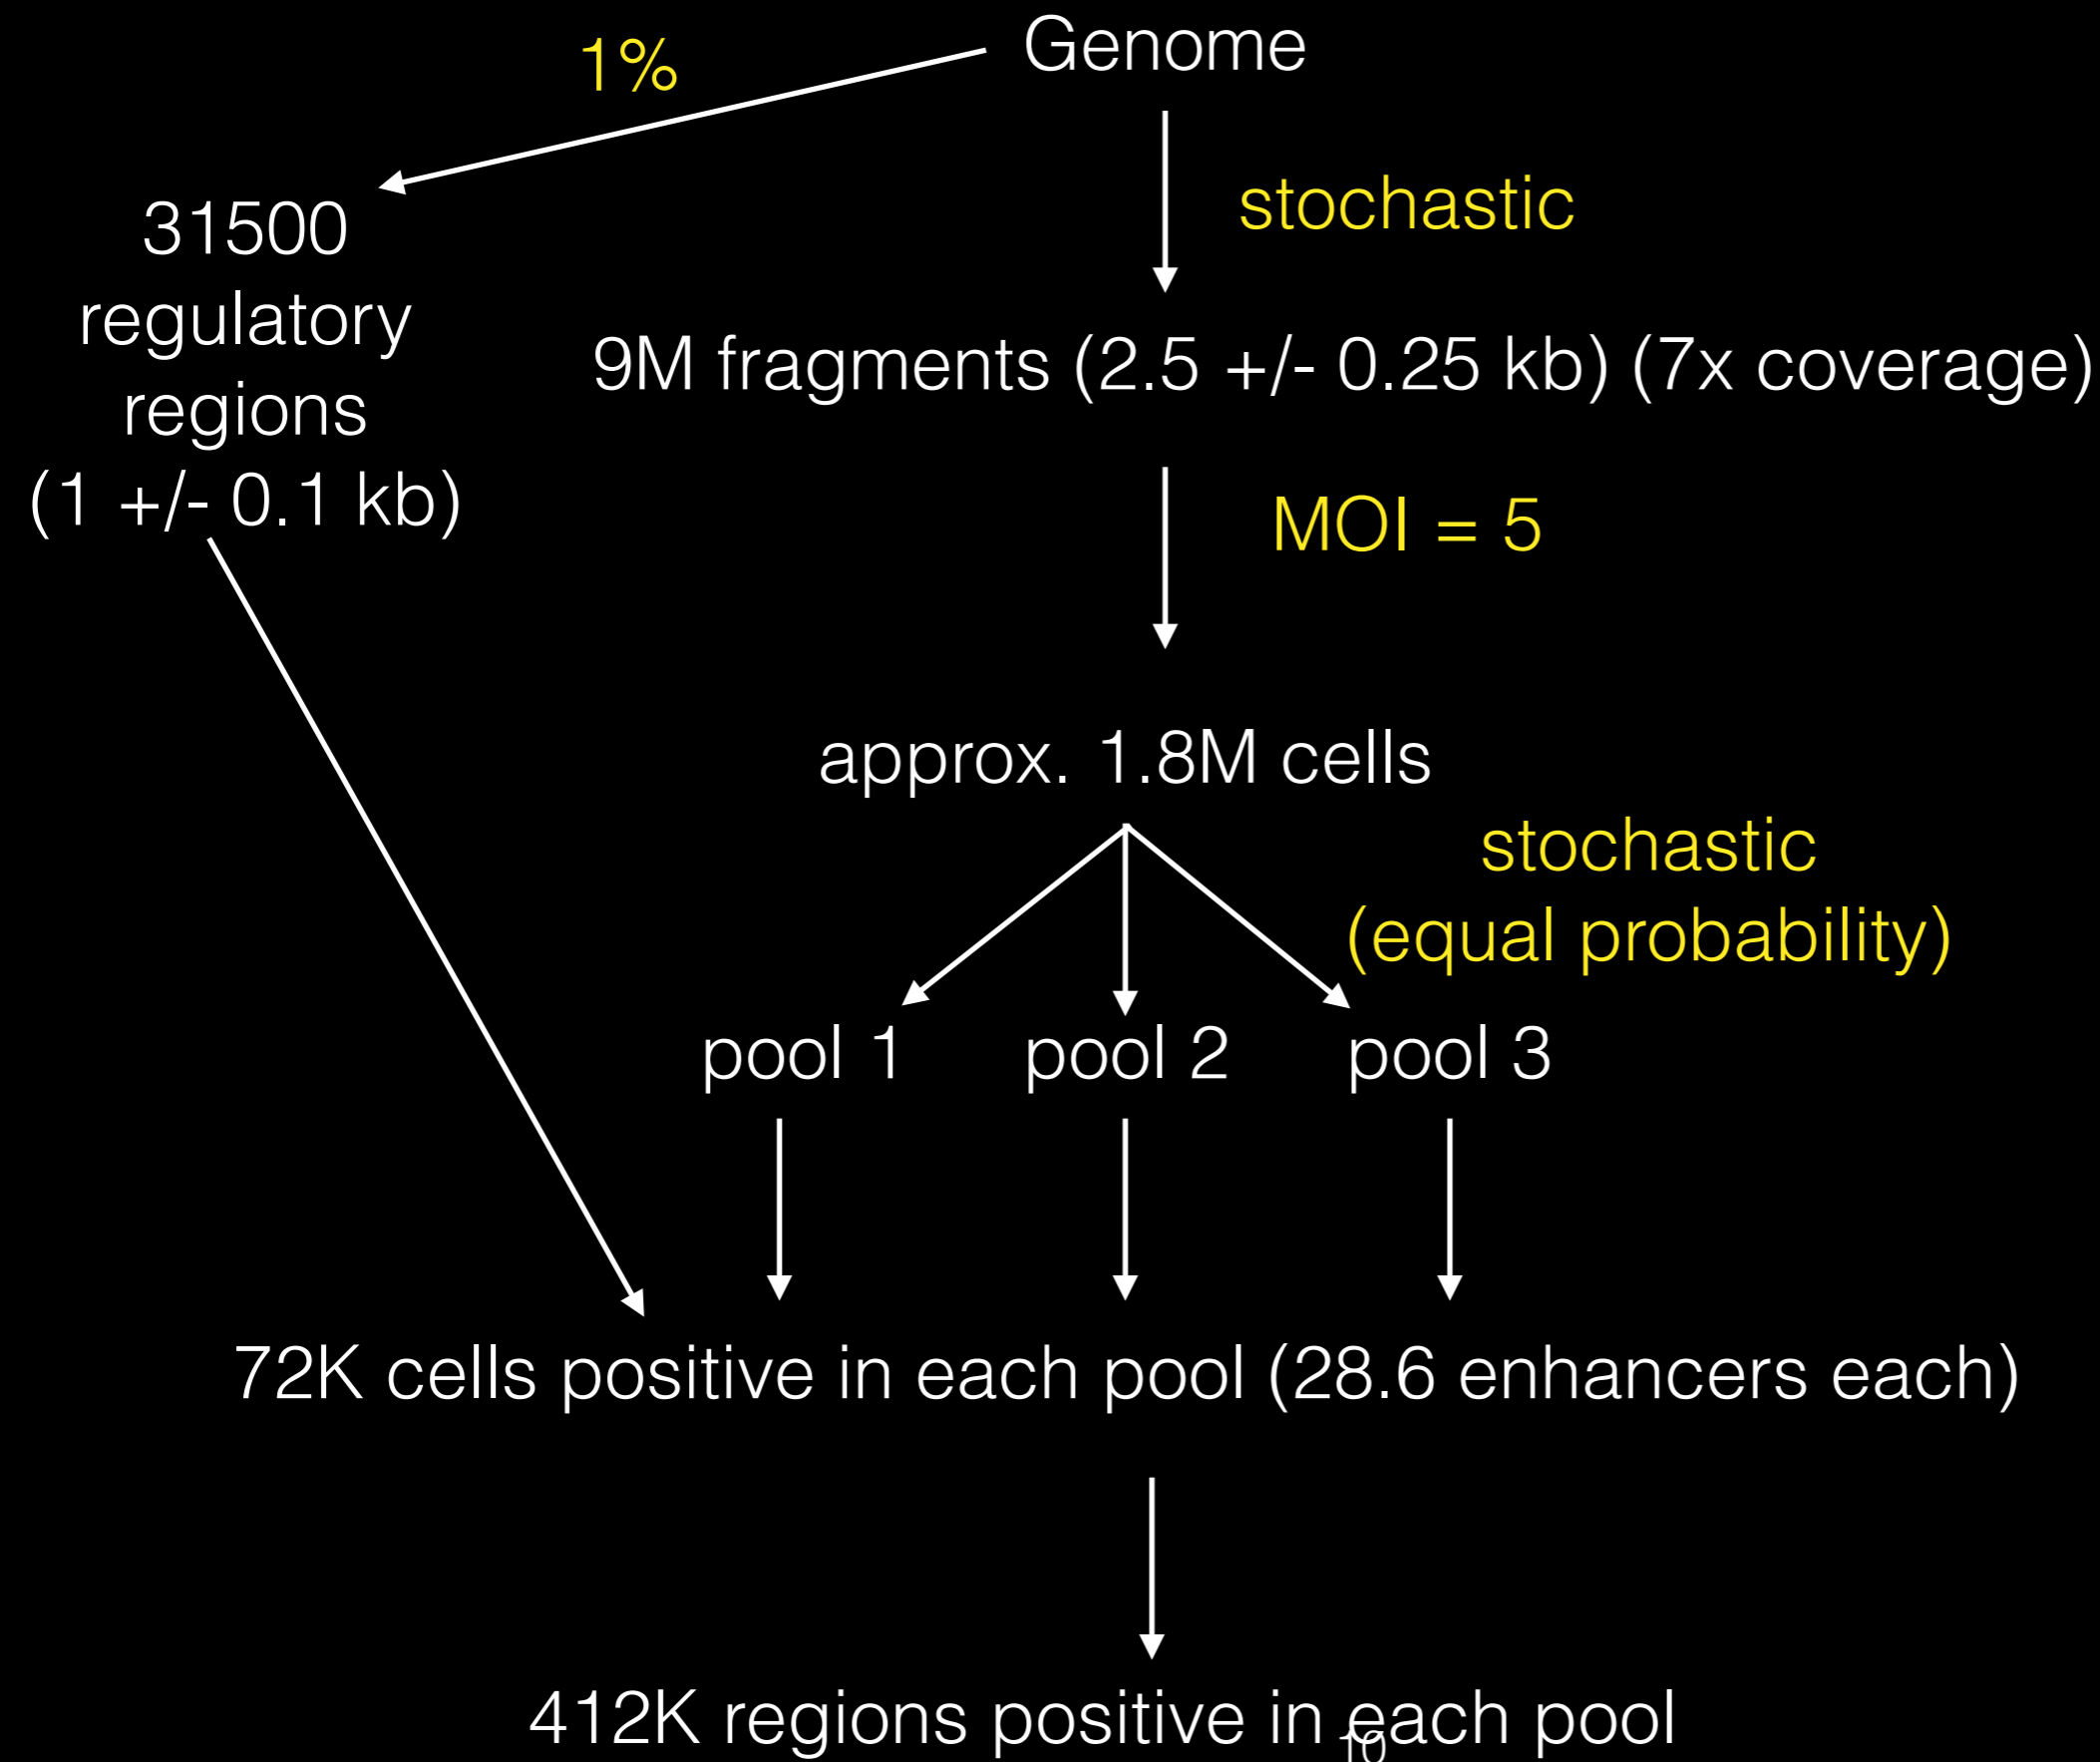 Genome
1%
31500
regulatory
regions
(1 +/- 0.1 kb)
stochastic
9M fragments (2.5 +/- 0.25 kb) (7x coverage)
MOI = 5
approx. 1.8M cells
stochastic
(equal probability)
pool 1 pool 2 pool 3
72K cells positive in each pool (28.6 enhancers each)
412K regions positive in each pool
10